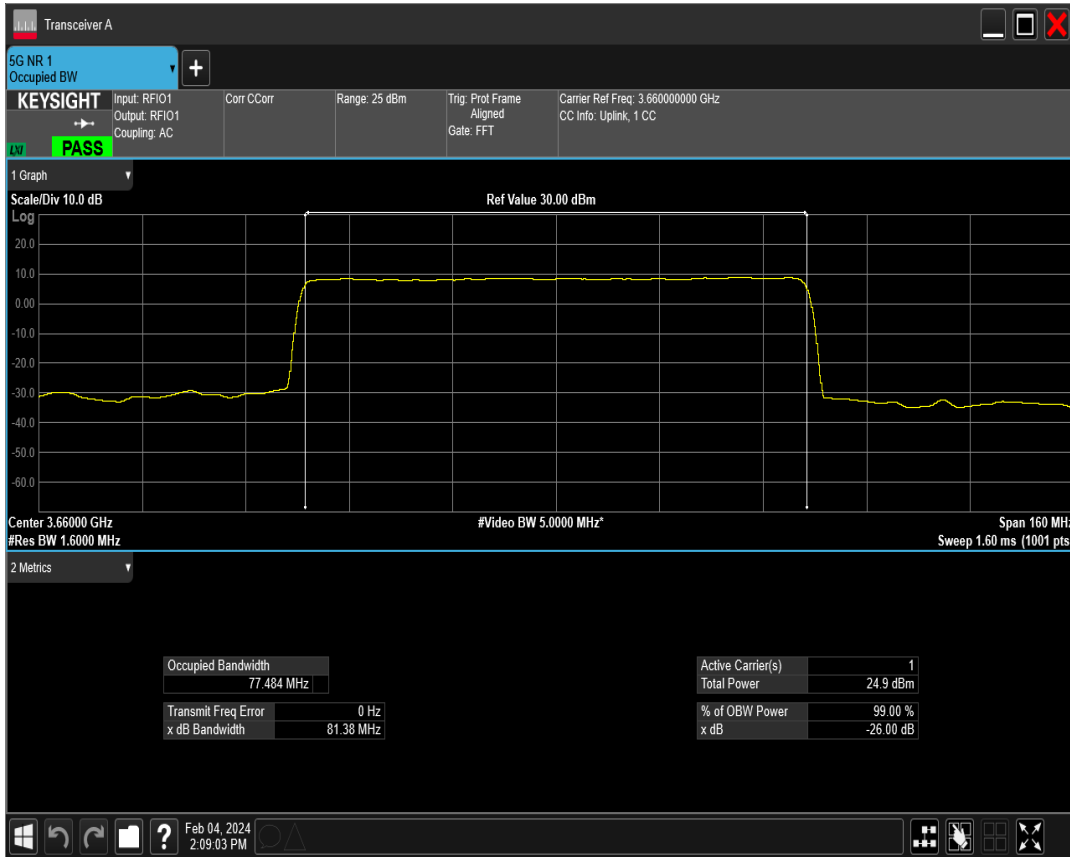 Transceiver A
5G NR 1
Occupied BW
+
KEYSIGHT
Input: RFIO1
Output: RFIO1
Coupling: AC
Corr CCorr
Range: 25 dBm
Trig: Prot Frame
Aligned
Gate: FFT
Carrier Ref Freq: 3.660000000 GHz
CC Info: Uplink, 1 CC
LXI
PASS
1 Graph
Scale/Div 10.0 dB
Ref Value 30.00 dBm
Log
20.0
10.0
0.00
-10.0
-20.0
-30.0
-40.0
-50.0
-60.0
Center 3.66000 GHz
#Video BW 5.0000 MHz*
Span 160 MHz
#Res BW 1.6000 MHz
Sweep 1.60 ms (1001 pts
2 Metrics
Occupied Bandwidth
77.484 MHz
Transmit Freq Error 0 Hz
x dB Bandwidth 81.38 MHz
Active Carrier(s) 1
Total Power 24.9 dBm
% of OBW Power 99.00 %
x dB -26.00 dB
?
Feb 04, 2024
2:09:03 PM